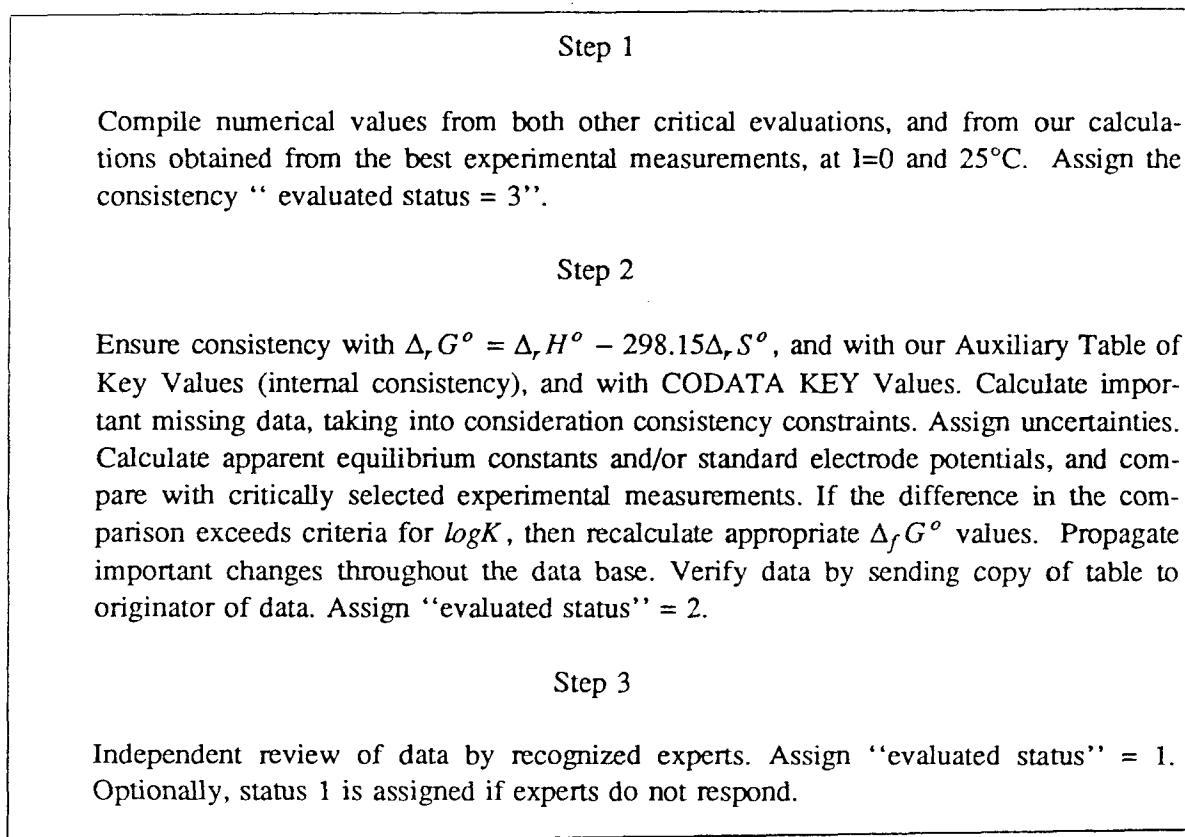 Step 1
Compile numerical values from both other critical evaluations, and from our calcula-
tions obtained from the best experimental measurements, at I=0 and 25°C. Assign the
consistency “ evaluated status = 3”.
Step 2
Ensure consistency with ΔᵣG° = ΔᵣH° − 298.15ΔᵣS°, and with our Auxiliary Table of
Key Values (internal consistency), and with CODATA KEY Values. Calculate impor-
tant missing data, taking into consideration consistency constraints. Assign uncertainties.
Calculate apparent equilibrium constants and/or standard electrode potentials, and com-
pare with critically selected experimental measurements. If the difference in the com-
parison exceeds criteria for logK, then recalculate appropriate Δ_fG° values. Propagate
important changes throughout the data base. Verify data by sending copy of table to
originator of data. Assign “evaluated status” = 2.
Step 3
Independent review of data by recognized experts. Assign “evaluated status” = 1.
Optionally, status 1 is assigned if experts do not respond.